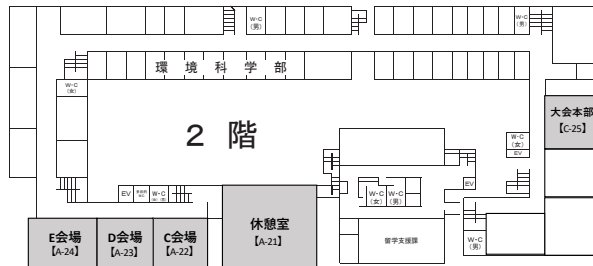 W・C
(男)
W・C
(男)
環境科学部
W・C
(女)
大会本部
【C-25】
2 階
W・C
(女)
EV
EV
W・C
EV
W・C
(女)
W・C
(男)
E会場
【A-24】
D会場
【A-23】
C会場
【A-22】
休憩室
【A-21】
留学支援課
W・C
(男)